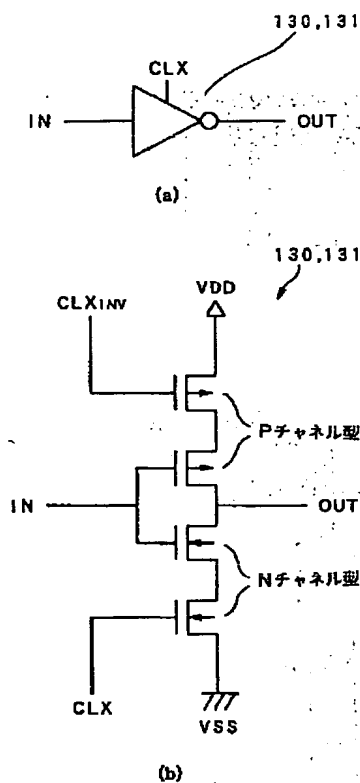 130,131
CLX
IN
OUT
(a)
130,131
VDD
CLXINV
Pチャネル型
IN
OUT
Nチャネル型
CLX
VSS
(b)